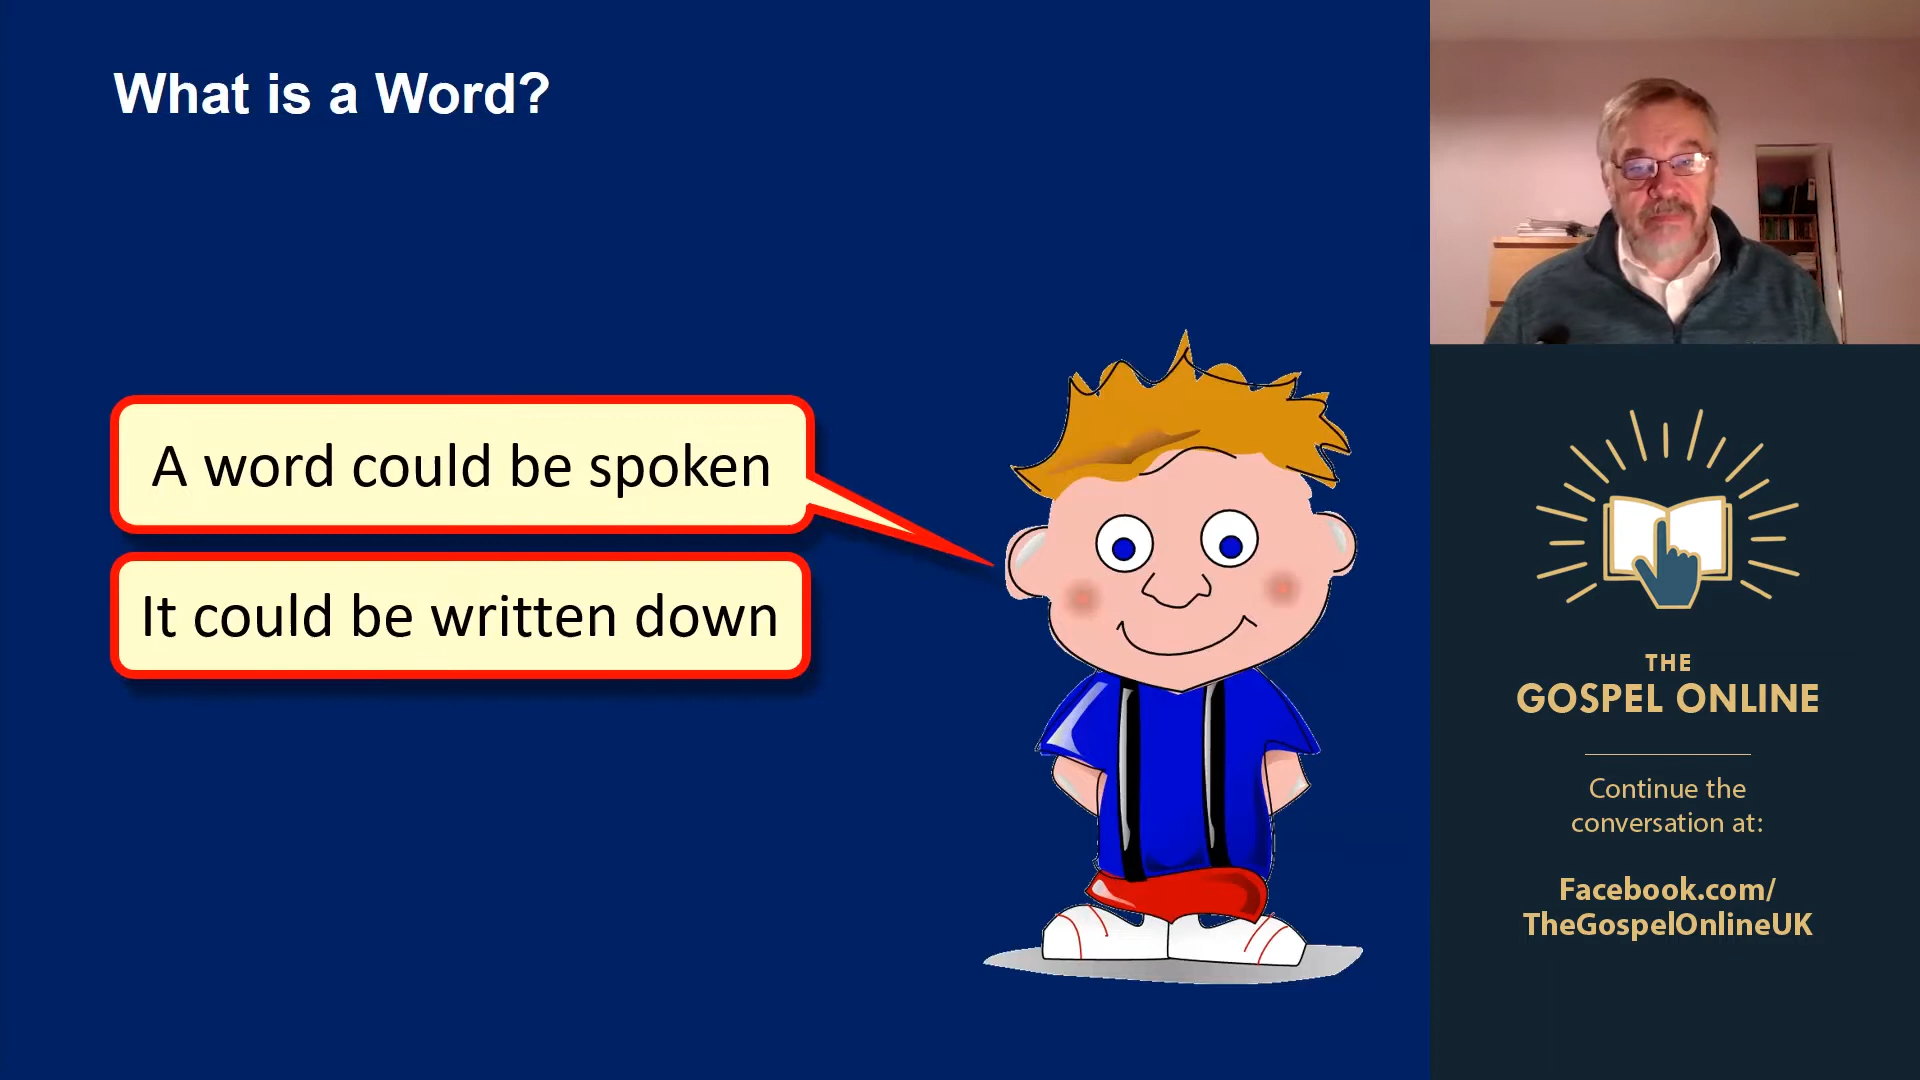 What is a Word?
A word could be spoken
It could be written down
THE
GOSPEL ONLINE
Continue the
conversation at:
Facebook.com/
TheGospelOnlineUK